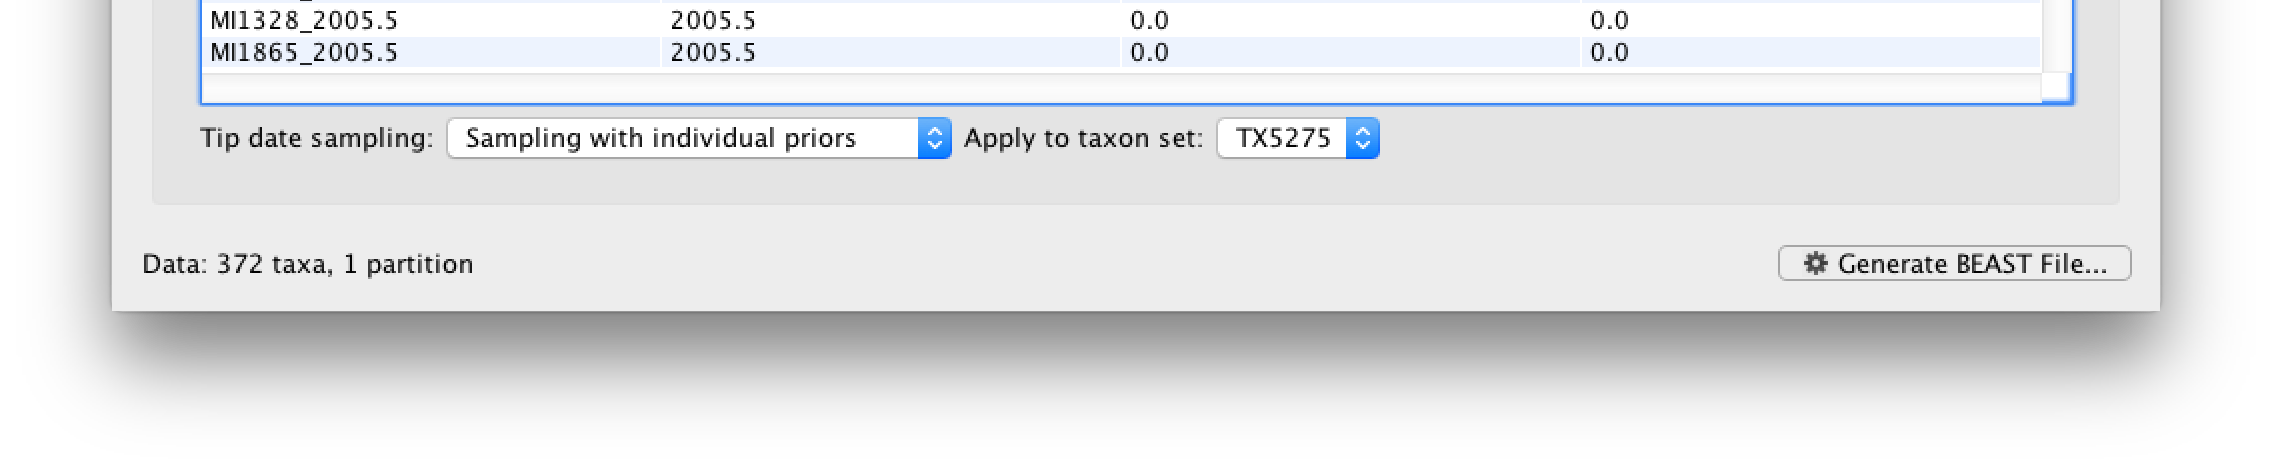 MI1328_2005.5 2005.5 0.0 0.0
MI1865_2005.5 2005.5 0.0 0.0
Tip date sampling: Sampling with individual priors Apply to taxon set: TX5275
Data: 372 taxa, 1 partition Generate BEAST File...